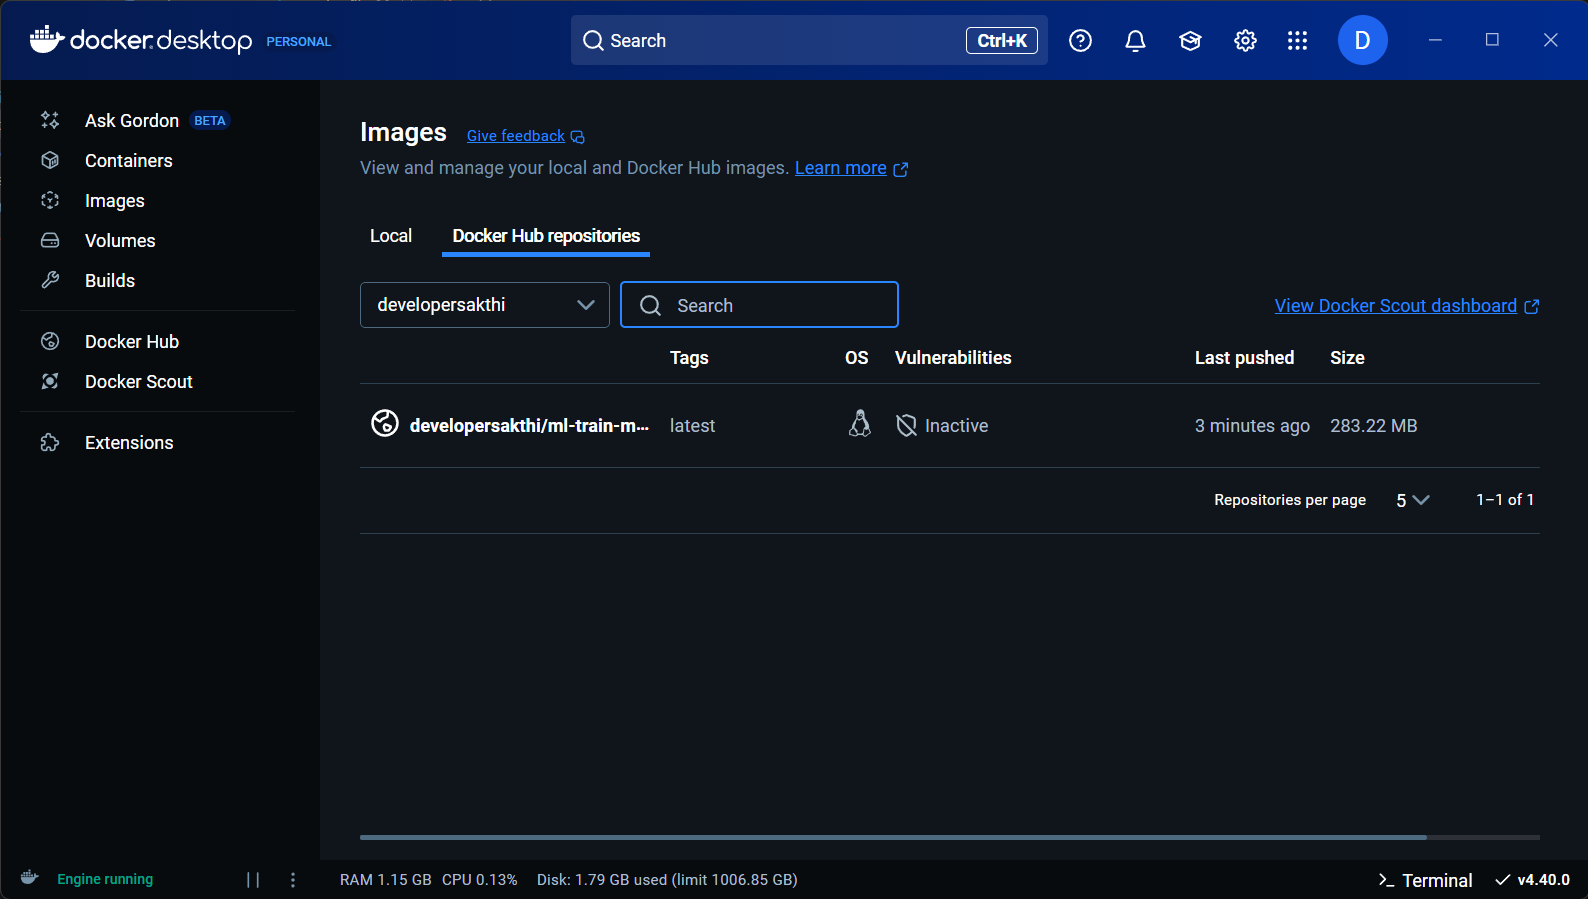 docker.desktop PERSONAL
Search Ctrl+K
D
Ask Gordon BETA
Containers
Images
Volumes
Builds
Docker Hub
Docker Scout
Extensions
Images Give feedback
View and manage your local and Docker Hub images. Learn more
Local Docker Hub repositories
developersakthi Search View Docker Scout dashboard
Tags OS Vulnerabilities Last pushed Size
developersakthi/ml-train-m... latest Inactive 3 minutes ago 283.22 MB
Repositories per page 5 1–1 of 1
Engine running RAM 1.15 GB CPU 0.13% Disk: 1.79 GB used (limit 1006.85 GB) Terminal v4.40.0